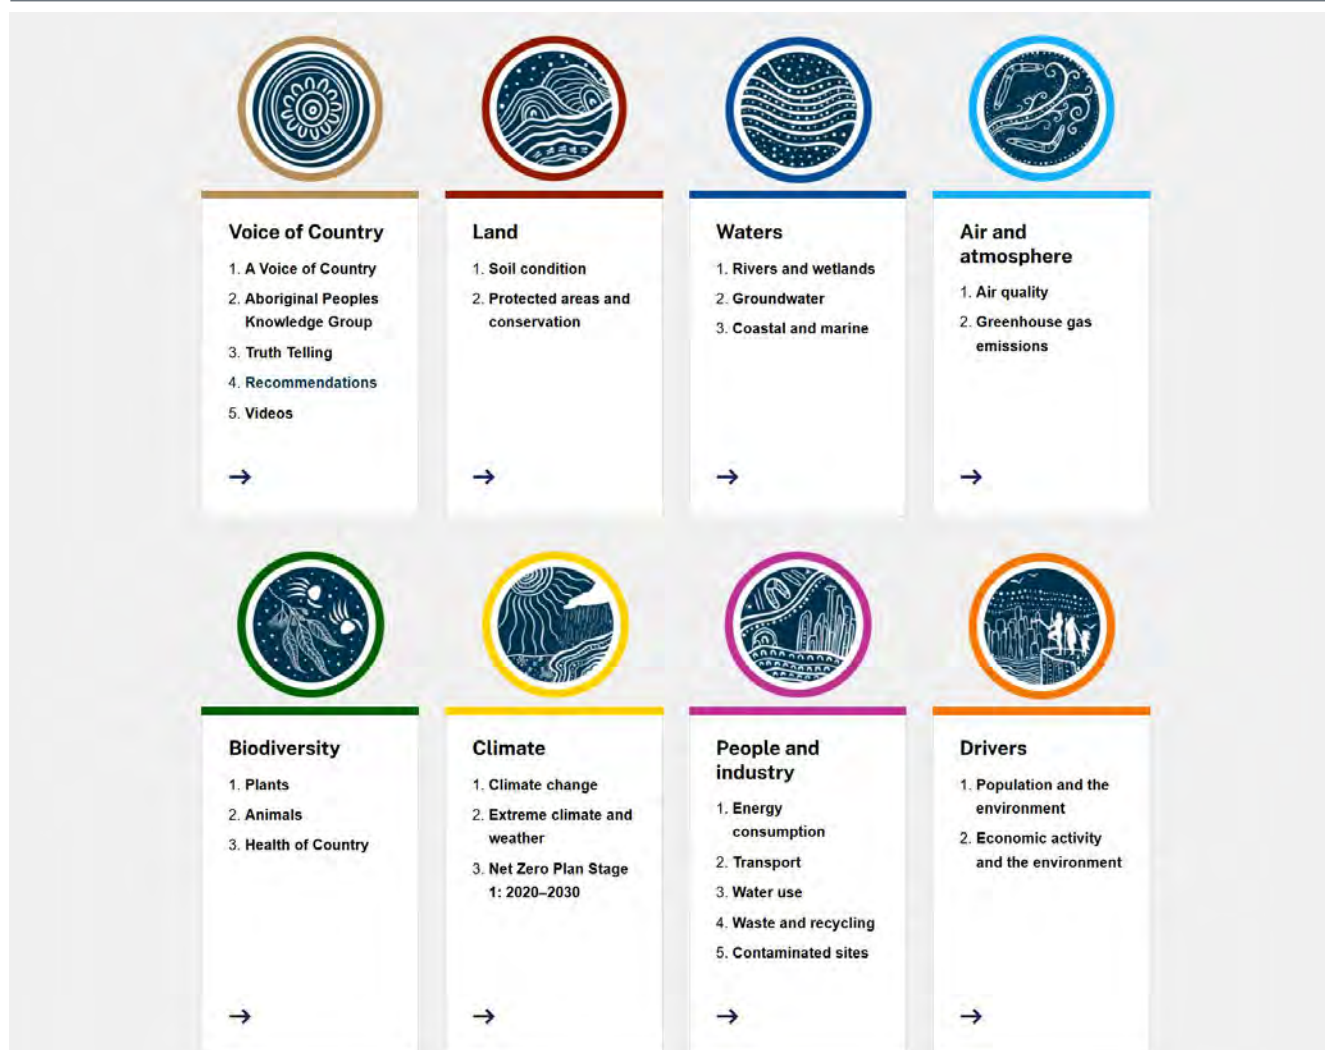 Voice of Country
1. A Voice of Country
2. Aboriginal Peoples
Knowledge Group
3. Truth Telling
4. Recommendations
5. Videos
Land
1. Soil condition
2. Protected areas and
conservation
Waters
1. Rivers and wetlands
2. Groundwater
3. Coastal and marine
Air and
atmosphere
1. Air quality
2. Greenhouse gas
emissions
Biodiversity
1. Plants
2. Animals
3. Health of Country
Climate
1. Climate change
2. Extreme climate and
weather
3. Net Zero Plan Stage
1: 2020–2030
People and
industry
1. Energy
consumption
2. Transport
3. Water use
4. Waste and recycling
5. Contaminated sites
Drivers
1. Population and the
environment
2. Economic activity
and the environment